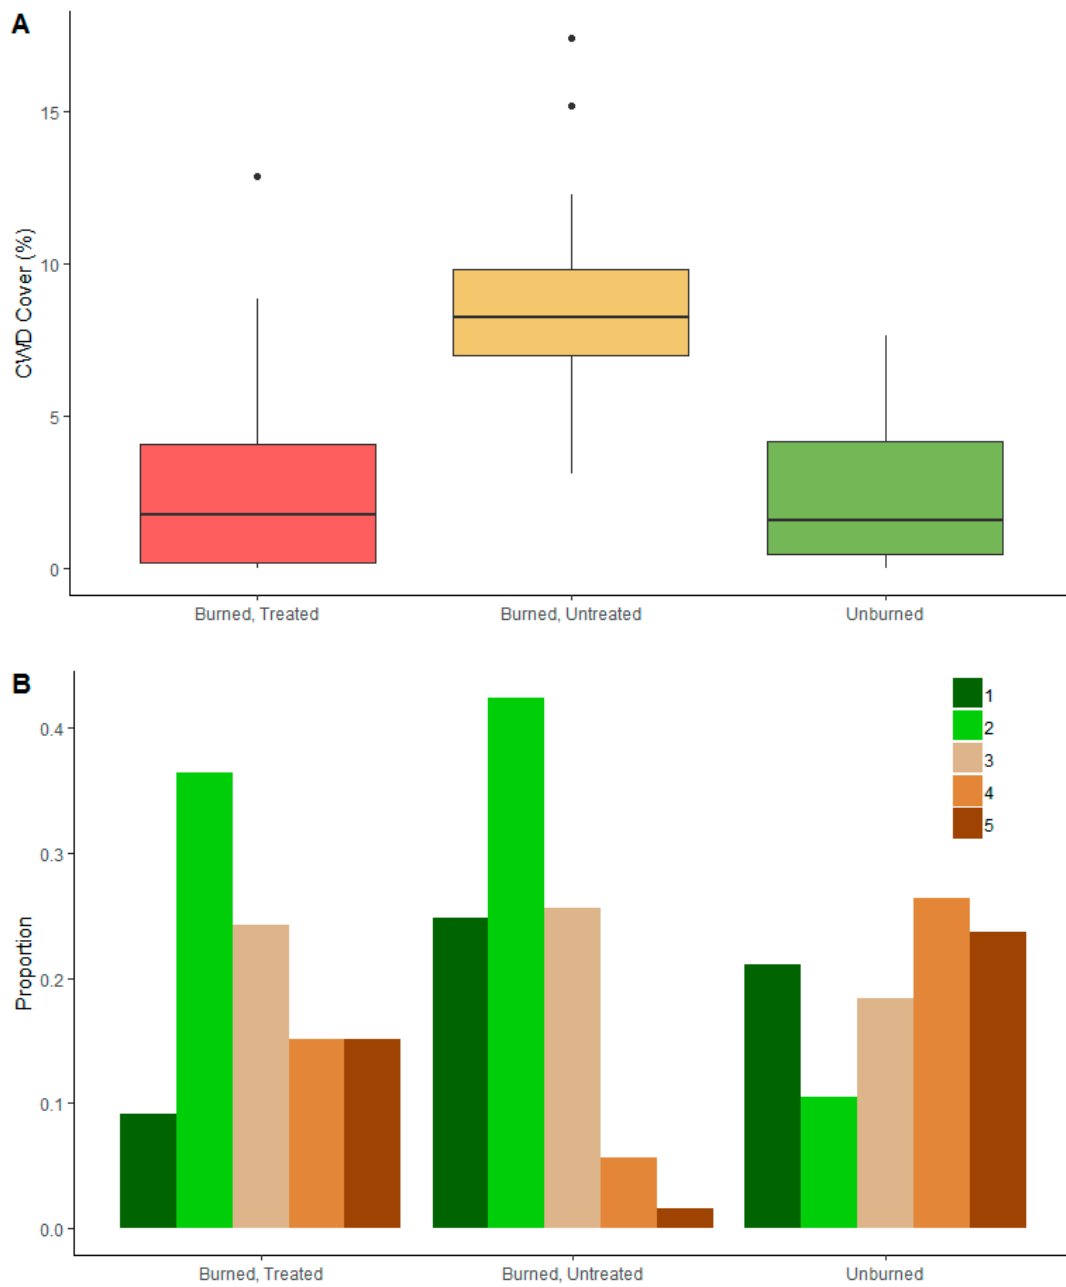 A
CWD Cover (%)
15
10
5
0
Burned, Treated
Burned, Untreated
Unburned
B
Proportion
0.4
0.3
0.2
0.1
0.0
1
2
3
4
5
Burned, Treated
Burned, Untreated
Unburned